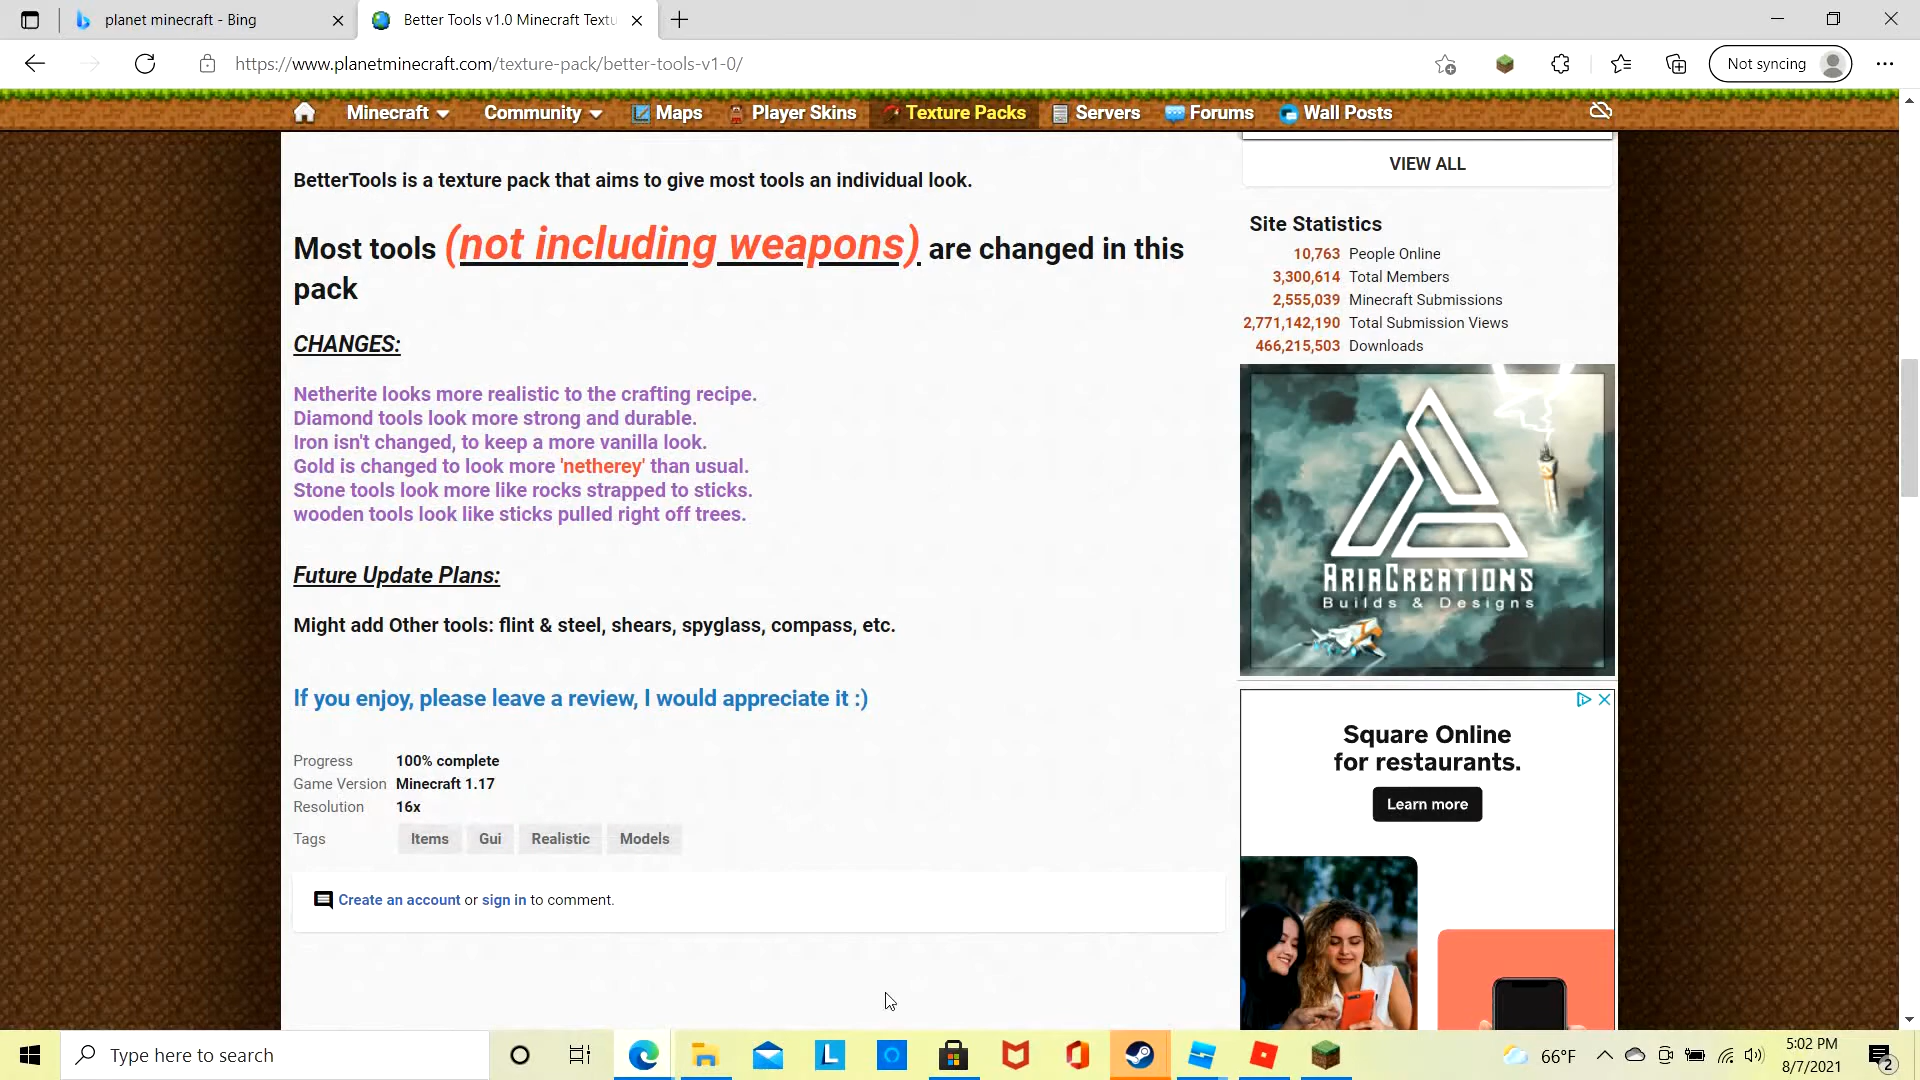 planet minecraft - Bing
Better Tools v1.0 Minecraft Textu
https://www.planetminecraft.com/texture-pack/better-tools-v1-0/
Not syncing
Minecraft
Community
Maps
Player Skins
Texture Packs
Servers
Forums
Wall Posts
BetterTools is a texture pack that aims to give most tools an individual look.
Most tools (not including weapons) are changed in this
pack
CHANGES:
Netherite looks more realistic to the crafting recipe.
Diamond tools look more strong and durable.
Iron isn't changed, to keep a more vanilla look.
Gold is changed to look more 'netherey' than usual.
Stone tools look more like rocks strapped to sticks.
wooden tools look like sticks pulled right off trees.
Future Update Plans:
Might add Other tools: flint & steel, shears, spyglass, compass, etc.
If you enjoy, please leave a review, I would appreciate it :)
Progress 100% complete
Game Version Minecraft 1.17
Resolution 16x
Tags Items Gui Realistic Models
Create an account or sign in to comment.
VIEW ALL
Site Statistics
10,763 People Online
3,300,614 Total Members
2,555,039 Minecraft Submissions
2,771,142,190 Total Submission Views
466,215,503 Downloads
ARIACREATIONS
Builds & Designs
Square Online
for restaurants.
Learn more
Type here to search
L
66°F
5:02 PM
8/7/2021
2